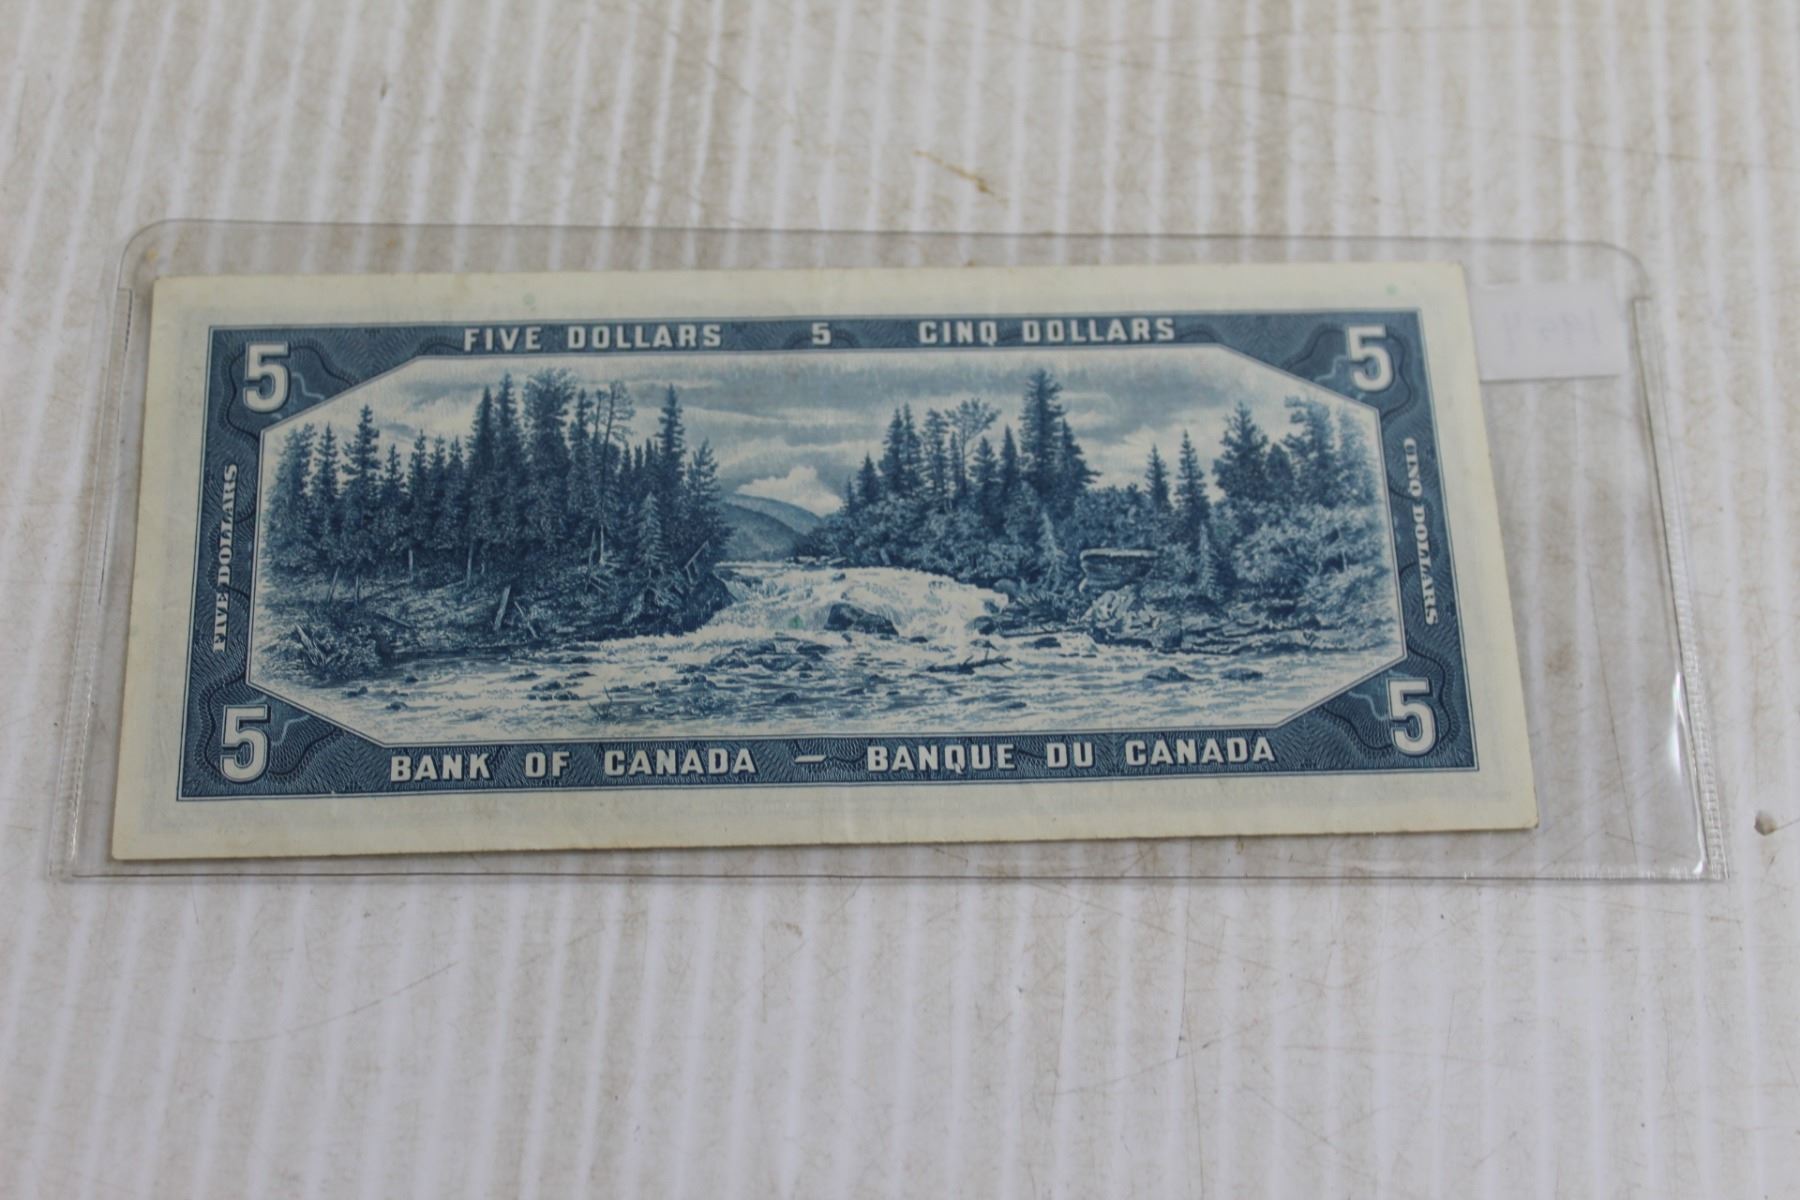 FIVE DOLLARS 5 CINQ DOLLARS
5 5
FIVE DOLLARS
CINQ DOLLARS
5 5
BANK OF CANADA — BANQUE DU CANADA